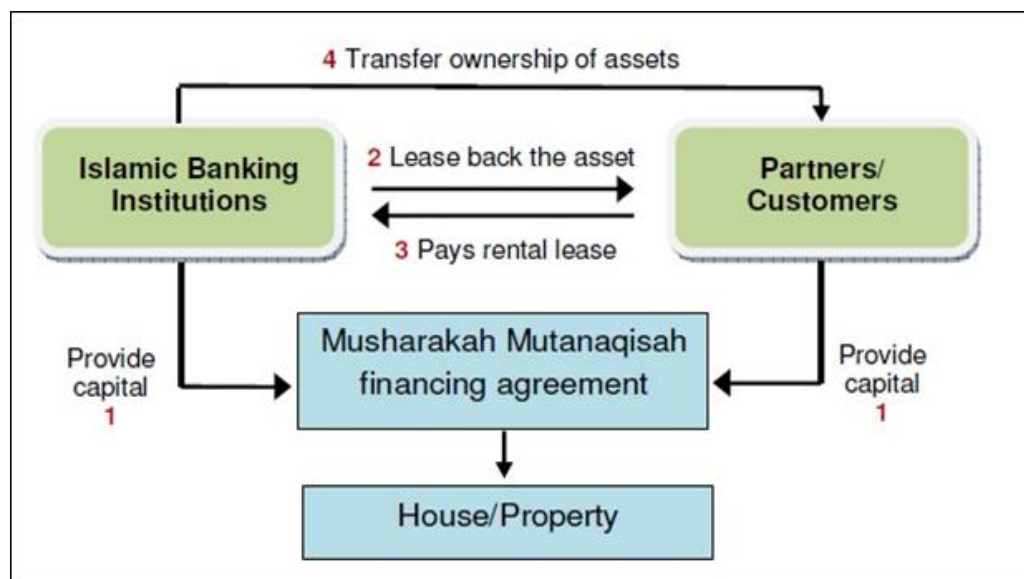 4 Transfer ownership of assets
Islamic Banking
Institutions
2 Lease back the asset
3 Pays rental lease
Partners/
Customers
Provide
capital
1
Musharakah Mutanaqisah
financing agreement
Provide
capital
1
House/Property